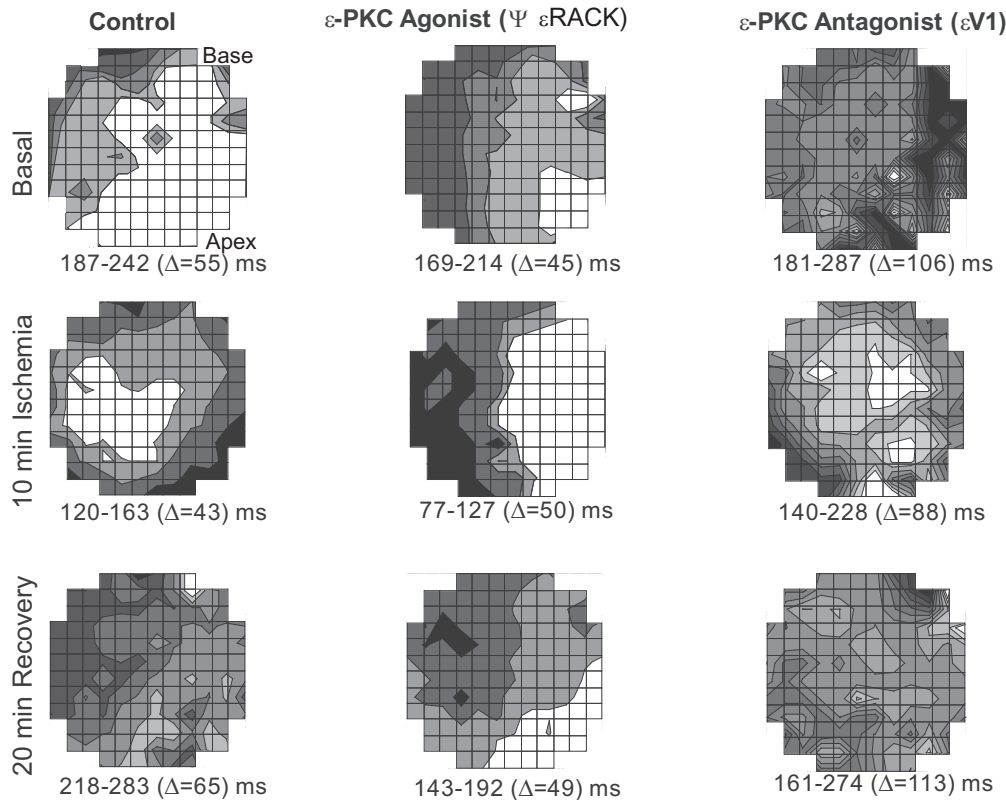 Control
ε-PKC Agonist (Ψ εRACK)
ε-PKC Antagonist (εV1)
Basal
Base
Apex
187-242 (Δ=55) ms
169-214 (Δ=45) ms
181-287 (Δ=106) ms
10 min Ischemia
120-163 (Δ=43) ms
77-127 (Δ=50) ms
140-228 (Δ=88) ms
20 min Recovery
218-283 (Δ=65) ms
143-192 (Δ=49) ms
161-274 (Δ=113) ms